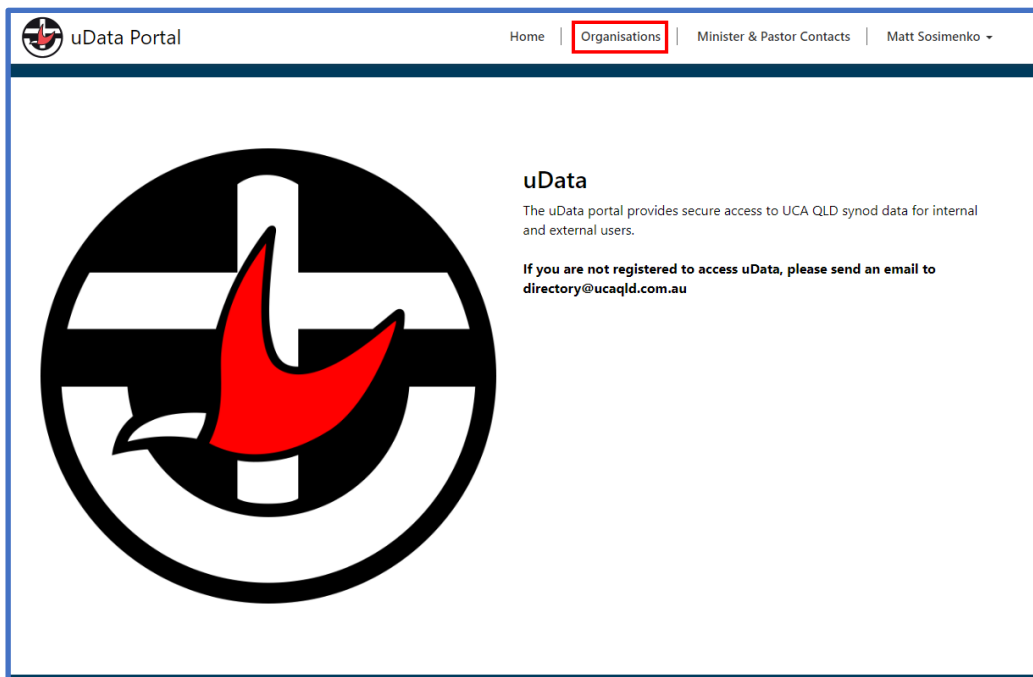 uData Portal
Home
Organisations
Minister & Pastor Contacts
Matt Sosimenko
uData
The uData portal provides secure access to UCA QLD synod data for internal
and external users.
If you are not registered to access uData, please send an email to
directory@ucaqld.com.au